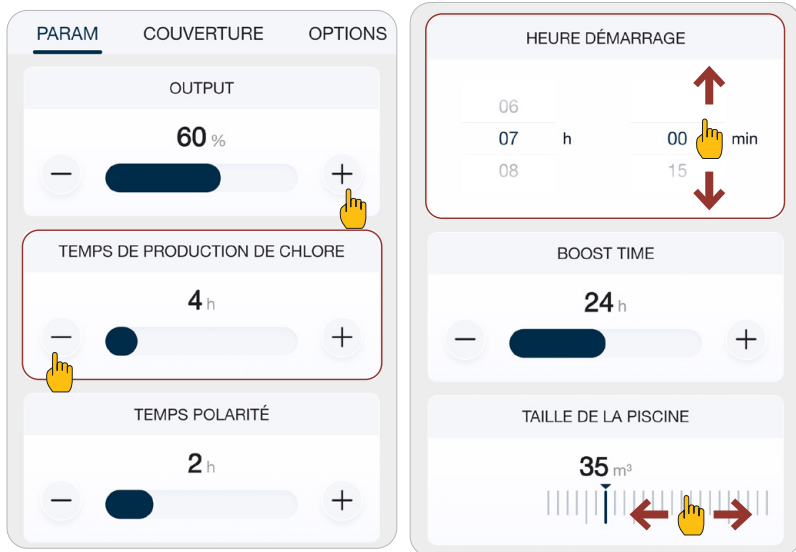 PARAM COUVERTURE OPTIONS
OUTPUT
60 %
− +
TEMPS DE PRODUCTION DE CHLORE
4 h
− +
TEMPS POLARITÉ
2 h
− +
HEURE DÉMARRAGE
06
07 h 00 min
08 15
BOOST TIME
24 h
− +
TAILLE DE LA PISCINE
35 m³